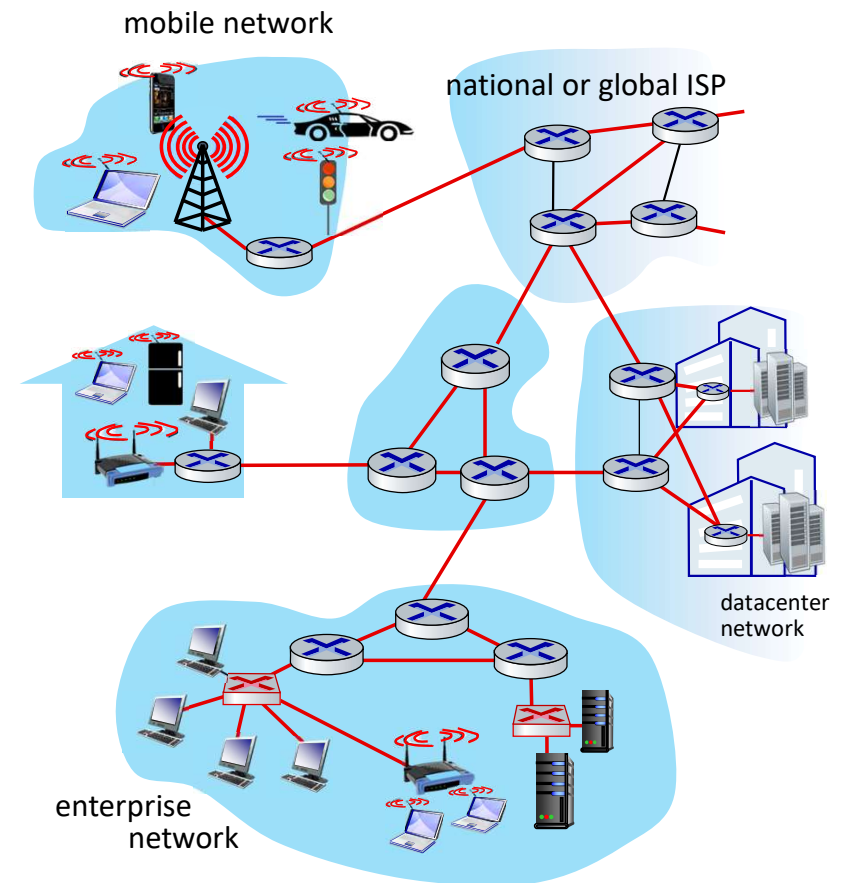 mobile network
national or global ISP
datacenter
network
enterprise
network